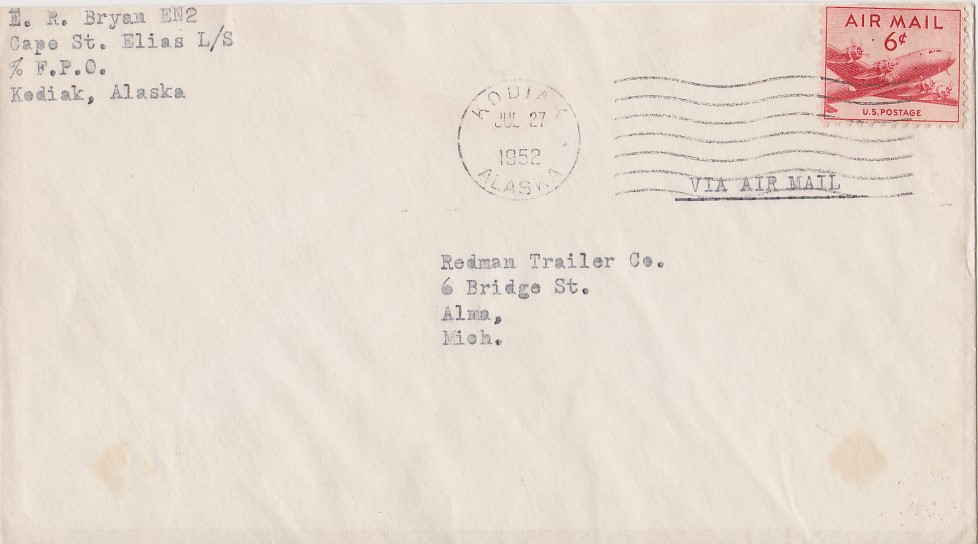 E. R. Bryam EN2
Cape St. Elias L/S
% F.P.O.
Kodiak, Alaska
AIR MAIL
6¢
U.S. POSTAGE
KODIAK
JUL 27
1952
ALASKA
VIA AIR MAIL
Redman Trailer Co.
6 Bridge St.
Alma,
Mich.